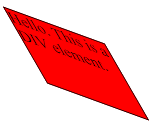 Hello. This is a
DIV element.